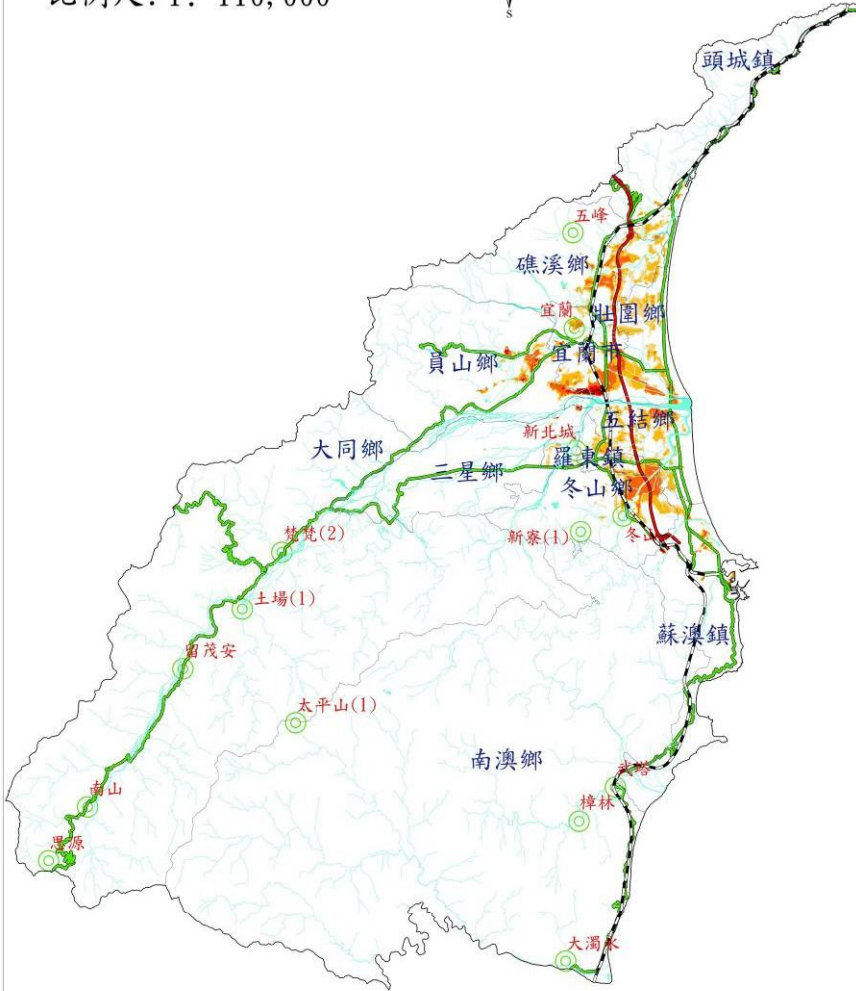 比例尺:1: 110,000
S
頭城鎮
五峰
礁溪鄉
宜蘭
壯圍鄉
宜蘭市
員山鄉
五結鄉
新北城
大同鄉
羅東鎮
三星鄉
冬山鄉
梵梵(2)
新寮(1)
冬山
土場(1)
蘇澳鎮
留茂安
太平山(1)
南澳鄉
武塔
南山
樟林
思源
大濁水